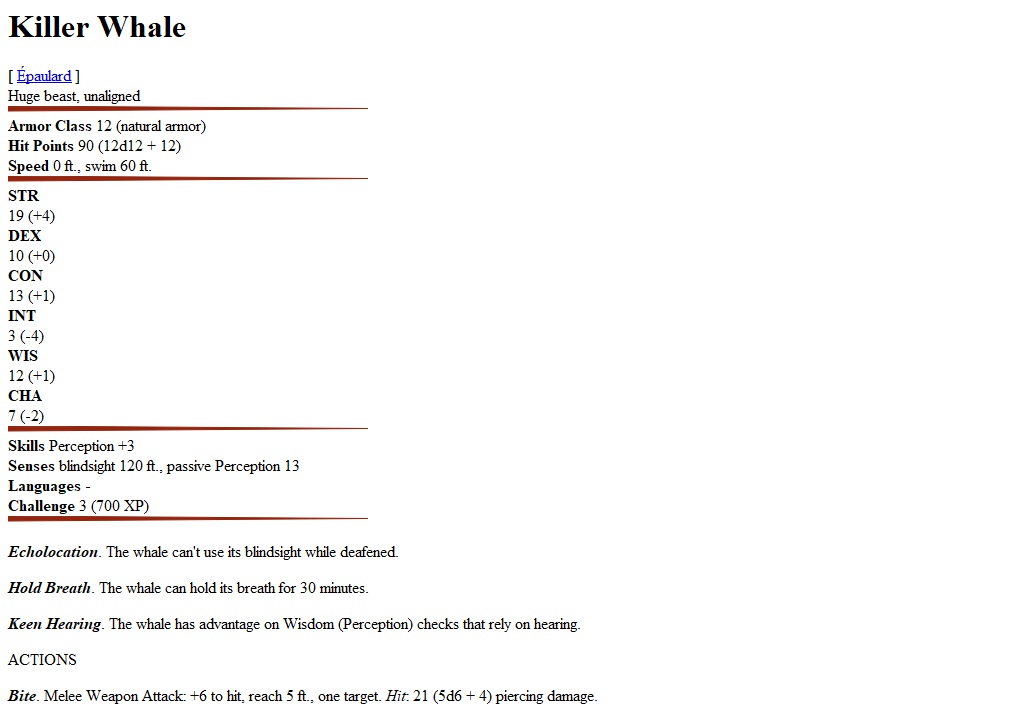 Killer Whale
[ Épaulard ]
Huge beast, unaligned
Armor Class 12 (natural armor)
Hit Points 90 (12d12 + 12)
Speed 0 ft., swim 60 ft.
STR
19 (+4)
DEX
10 (+0)
CON
13 (+1)
INT
3 (-4)
WIS
12 (+1)
CHA
7 (-2)
Skills Perception +3
Senses blindsight 120 ft., passive Perception 13
Languages -
Challenge 3 (700 XP)
Echolocation. The whale can't use its blindsight while deafened.
Hold Breath. The whale can hold its breath for 30 minutes.
Keen Hearing. The whale has advantage on Wisdom (Perception) checks that rely on hearing.
ACTIONS
Bite. Melee Weapon Attack: +6 to hit, reach 5 ft., one target. Hit: 21 (5d6 + 4) piercing damage.